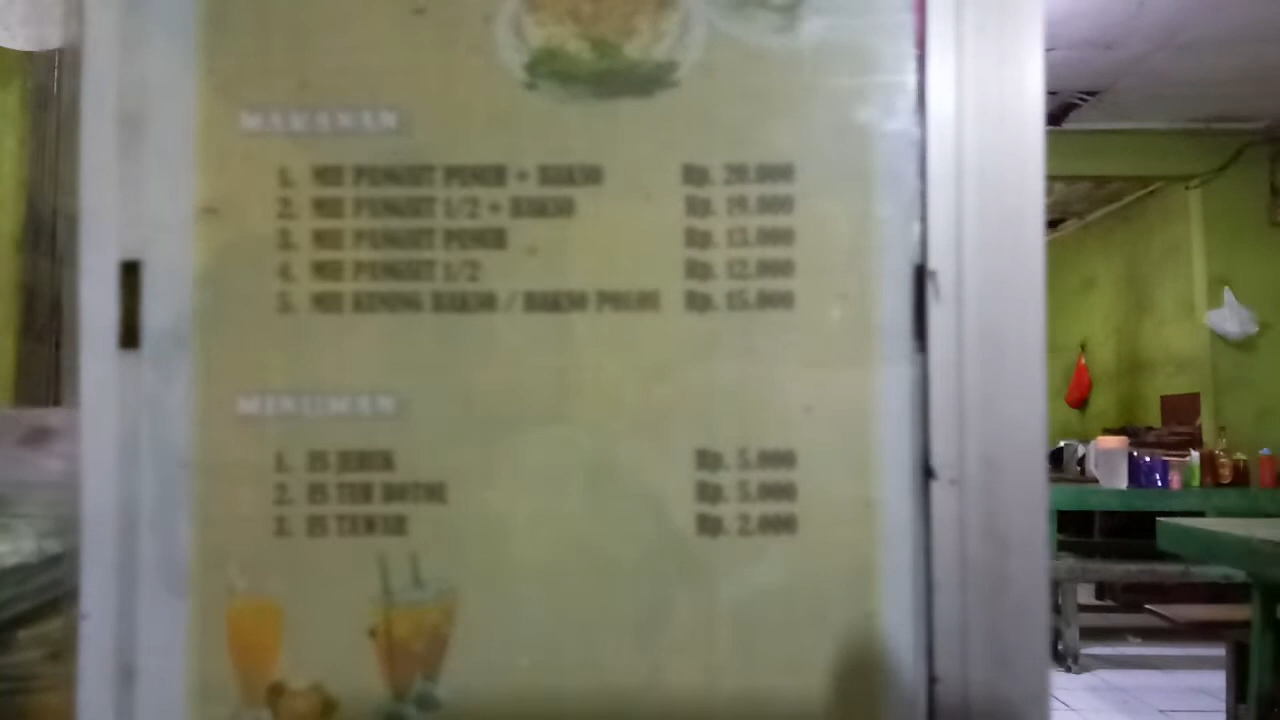 MAKANAN
1. MIE PANGSIT PENUH + BAKSO Rp. 20.000
2. MIE PANGSIT 1/2 + BAKSO Rp. 19.000
3. MIE PANGSIT PENUH Rp. 13.000
4. MIE PANGSIT 1/2 Rp. 12.000
5. MIE KUNING BAKSO / BAKSO POLOS Rp. 15.000
MINUMAN
1. ES JERUK Rp. 5.000
2. ES TEH BOTOL Rp. 5.000
3. ES TAWAR Rp. 2.000